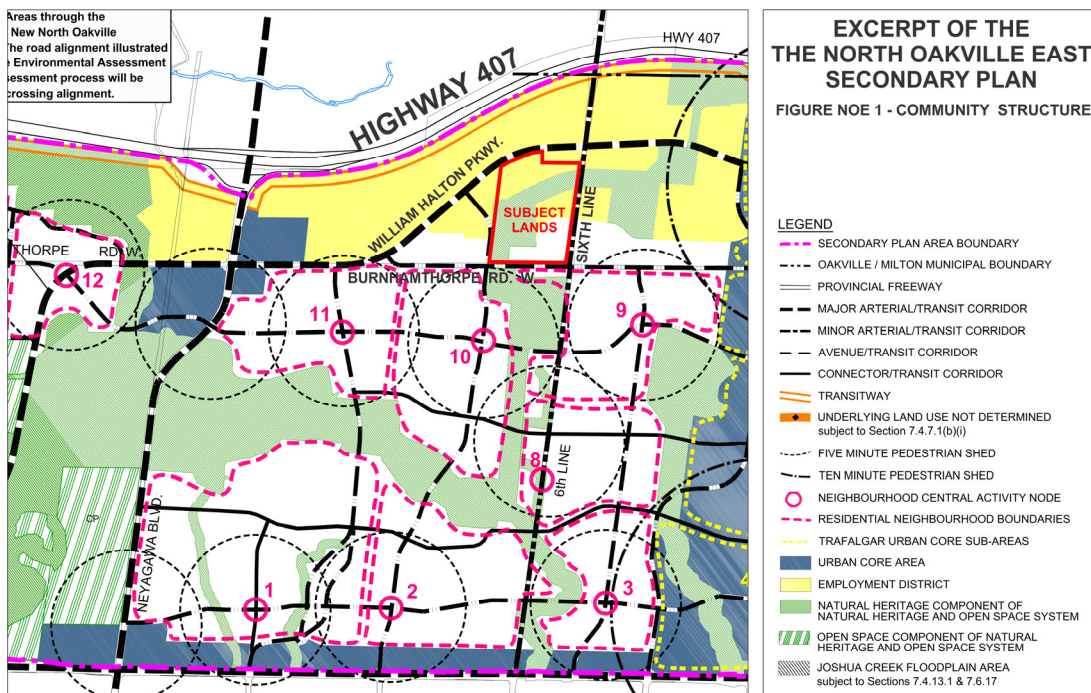 Areas through the
New North Oakville
The road alignment illustrated
Environmental Assessment
sessment process will be
crossing alignment.
HWY 407
HIGHWAY 407
WILLIAM HALTON PKWY.
SUBJECT
LANDS
SIXTH LINE
THORPE RD. W.
BURNHAMTHORPE RD. W.
12
11
10
9
8
6th LINE
CP
NEYAGAWA BLVD.
1
2
3
4
EXCERPT OF THE
THE NORTH OAKVILLE EAST
SECONDARY PLAN
FIGURE NOE 1 - COMMUNITY STRUCTURE
LEGEND
SECONDARY PLAN AREA BOUNDARY
OAKVILLE / MILTON MUNICIPAL BOUNDARY
PROVINCIAL FREEWAY
MAJOR ARTERIAL/TRANSIT CORRIDOR
MINOR ARTERIAL/TRANSIT CORRIDOR
AVENUE/TRANSIT CORRIDOR
CONNECTOR/TRANSIT CORRIDOR
TRANSITWAY
UNDERLYING LAND USE NOT DETERMINED
subject to Section 7.4.7.1(b)(i)
FIVE MINUTE PEDESTRIAN SHED
TEN MINUTE PEDESTRIAN SHED
NEIGHBOURHOOD CENTRAL ACTIVITY NODE
RESIDENTIAL NEIGHBOURHOOD BOUNDARIES
TRAFALGAR URBAN CORE SUB-AREAS
URBAN CORE AREA
EMPLOYMENT DISTRICT
NATURAL HERITAGE COMPONENT OF
NATURAL HERITAGE AND OPEN SPACE SYSTEM
OPEN SPACE COMPONENT OF NATURAL
HERITAGE AND OPEN SPACE SYSTEM
JOSHUA CREEK FLOODPLAIN AREA
subject to Sections 7.4.13.1 & 7.6.17